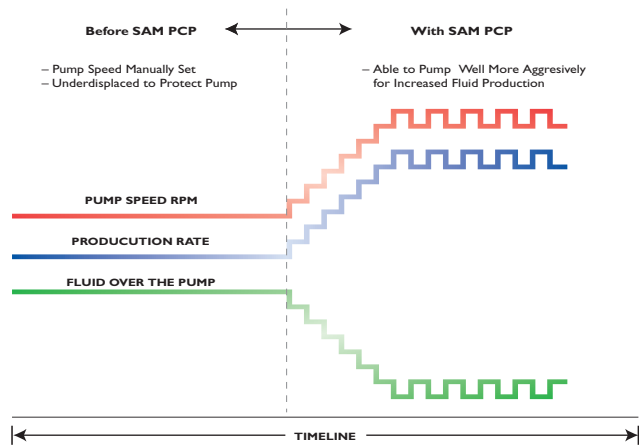 Before SAM PCP
With SAM PCP
– Pump Speed Manually Set
– Underdisplaced to Protect Pump
– Able to Pump Well More Aggresively
for Increased Fluid Production
PUMP SPEED RPM
PRODUCUTION RATE
FLUID OVER THE PUMP
TIMELINE